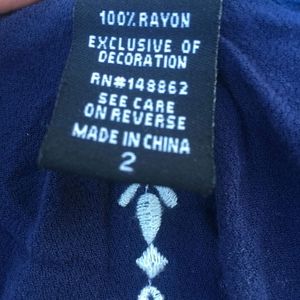 100% RAYON
EXCLUSIVE OF
DECORATION
RN#148862
SEE CARE
ON REVERSE
MADE IN CHINA
2